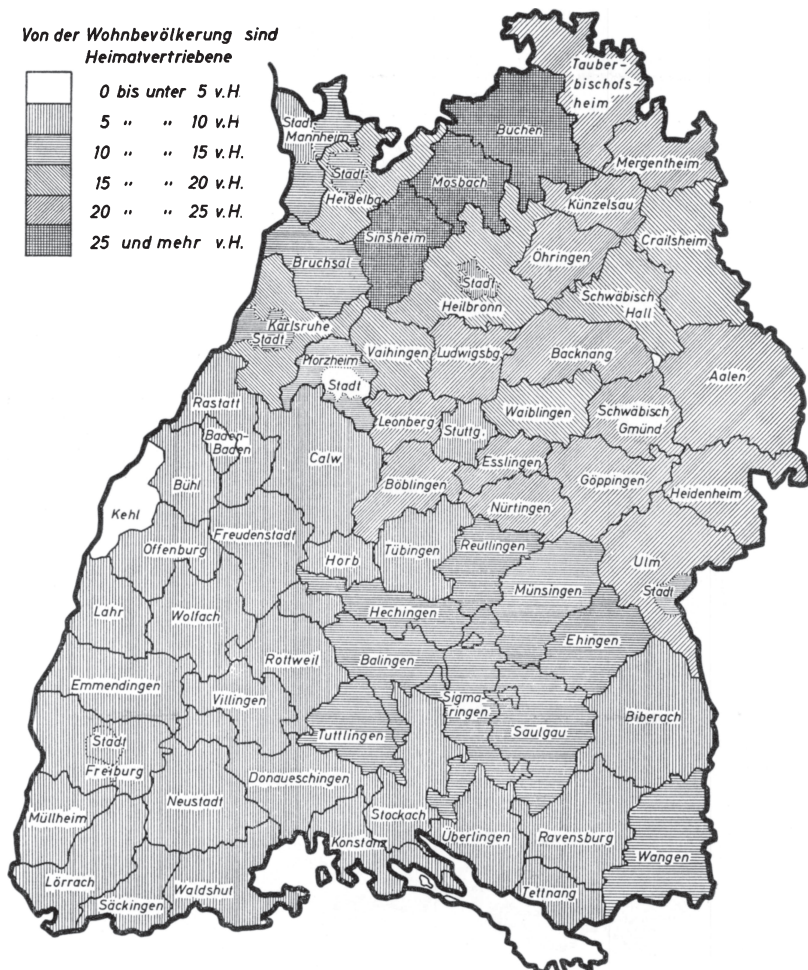 Von der Wohnbevölkerung sind
Heimatvertriebene
0 bis unter 5 v.H.
5 " " 10 v.H
10 " " 15 v.H.
15 " " 20 v.H.
20 " " 25 v.H.
25 und mehr v.H.
Tauber-
bischofs-
heim
Stadt
Mannheim
Buchen
Mergentheim
Stadt
Heidelbg.
Mosbach
Künzelsau
Sinsheim
Crailsheim
Bruchsal
Öhringen
Stadt
Heilbronn
Schwäbisch
Hall
Karlsruhe
Stadt
Pforzheim
Stadt
Vaihingen
Ludwigsbg.
Backnang
Aalen
Rastatt
Leonberg
Stuttg.
Waiblingen
Schwäbisch
Gmünd
Baden-
Baden
Calw
Esslingen
Bühl
Böblingen
Göppingen
Heidenheim
Kehl
Nürtingen
Offenburg
Freudenstadt
Horb
Tübingen
Reutlingen
Ulm
Stadt
Münsingen
Lahr
Wolfach
Hechingen
Ehingen
Rottweil
Balingen
Emmendingen
Villingen
Sigma-
ringen
Biberach
Saulgau
Tuttlingen
Stadt
Freiburg
Donaueschingen
Neustadt
Stockach
Müllheim
Konstanz
Überlingen
Ravensburg
Wangen
Lörrach
Säckingen
Waldshut
Tettnang